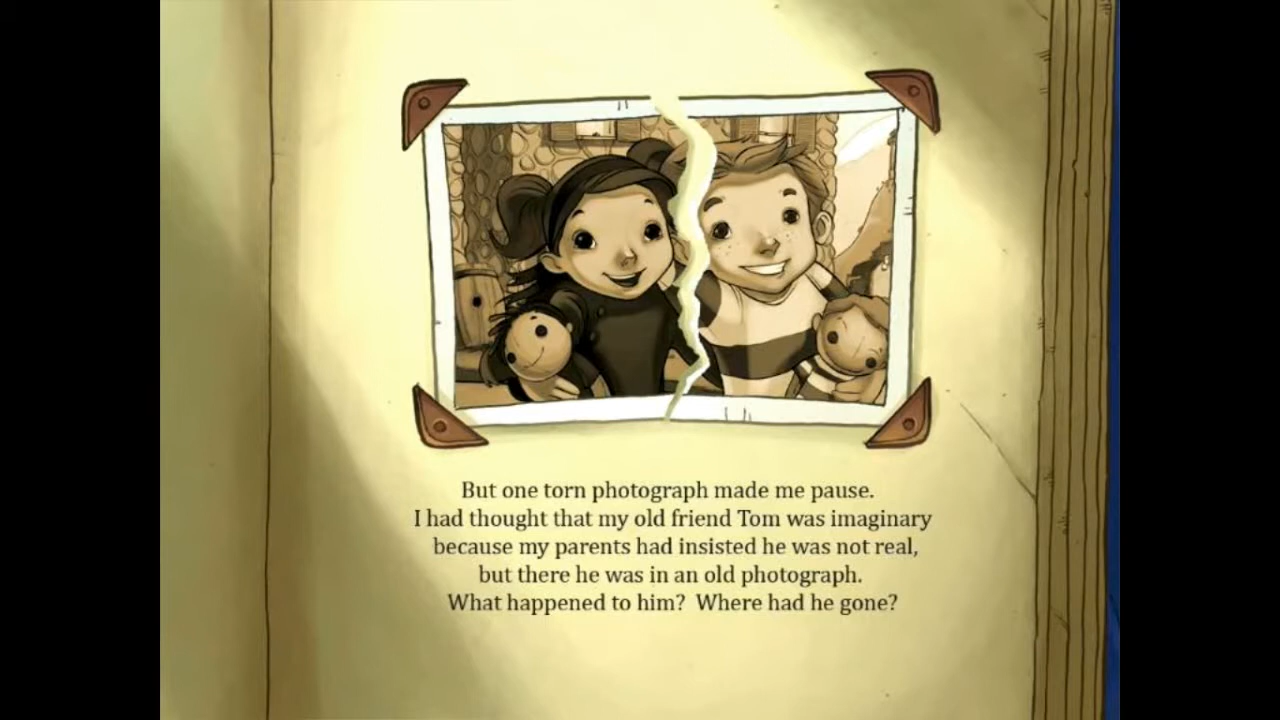 But one torn photograph made me pause.
I had thought that my old friend Tom was imaginary
because my parents had insisted he was not real,
but there he was in an old photograph.
What happened to him? Where had he gone?